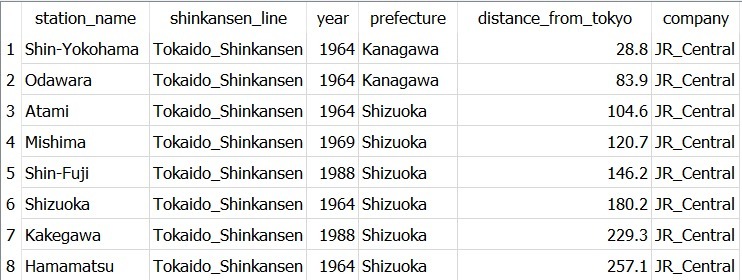 station_name shinkansen_line year prefecture distance_from_tokyo company
1 Shin-Yokohama Tokaido_Shinkansen 1964 Kanagawa 28.8 JR_Central
2 Odawara Tokaido_Shinkansen 1964 Kanagawa 83.9 JR_Central
3 Atami Tokaido_Shinkansen 1964 Shizuoka 104.6 JR_Central
4 Mishima Tokaido_Shinkansen 1969 Shizuoka 120.7 JR_Central
5 Shin-Fuji Tokaido_Shinkansen 1988 Shizuoka 146.2 JR_Central
6 Shizuoka Tokaido_Shinkansen 1964 Shizuoka 180.2 JR_Central
7 Kakegawa Tokaido_Shinkansen 1988 Shizuoka 229.3 JR_Central
8 Hamamatsu Tokaido_Shinkansen 1964 Shizuoka 257.1 JR_Central